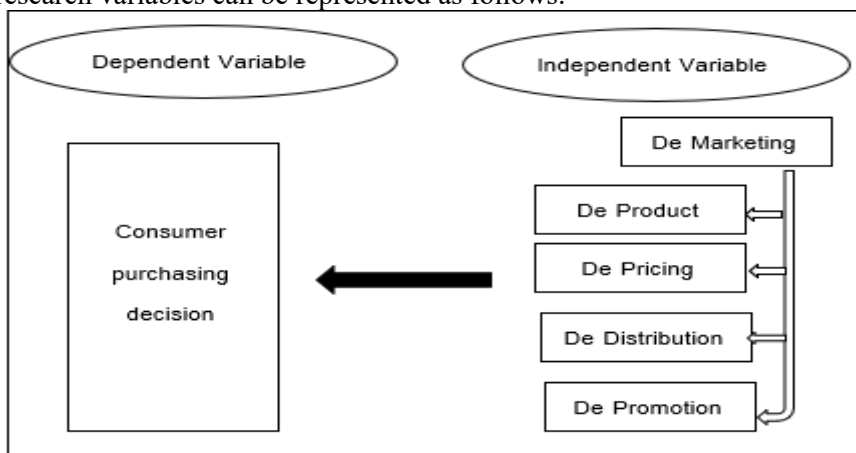 research variables can be represented as follows:
Dependent Variable
Independent Variable
De Marketing
De Product
Consumer
purchasing
decision
De Pricing
De Distribution
De Promotion